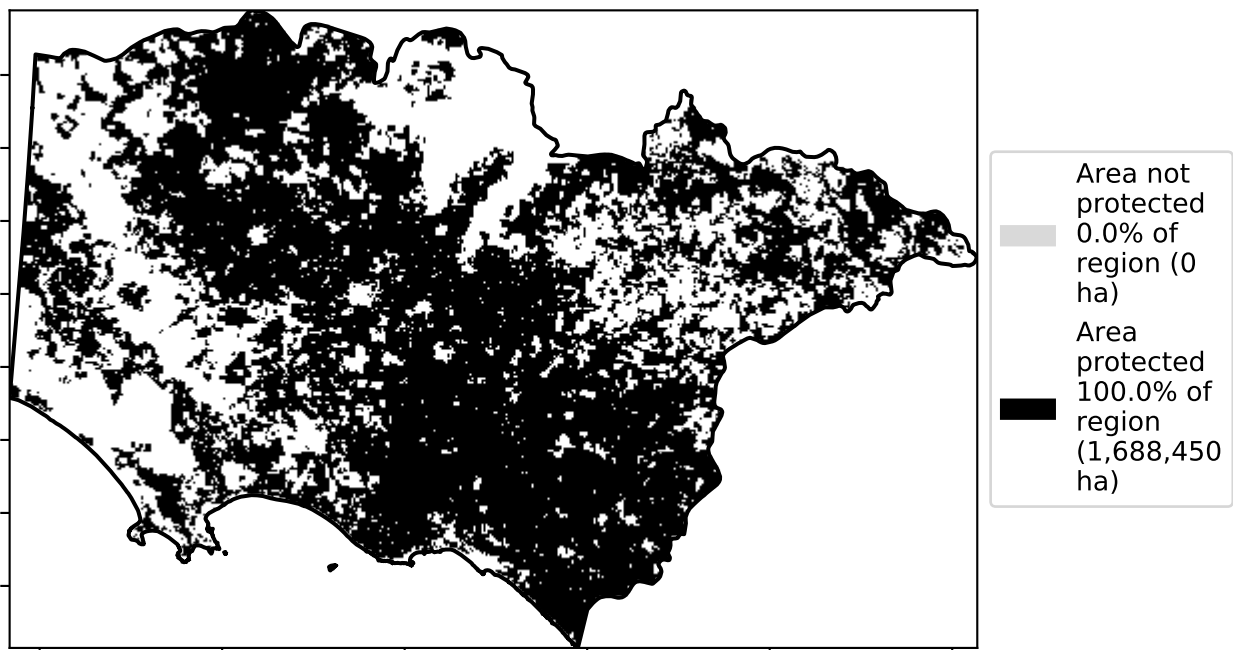 Area not
protected
0.0% of
region (0
ha)
Area
protected
100.0% of
region
(1,688,450
ha)